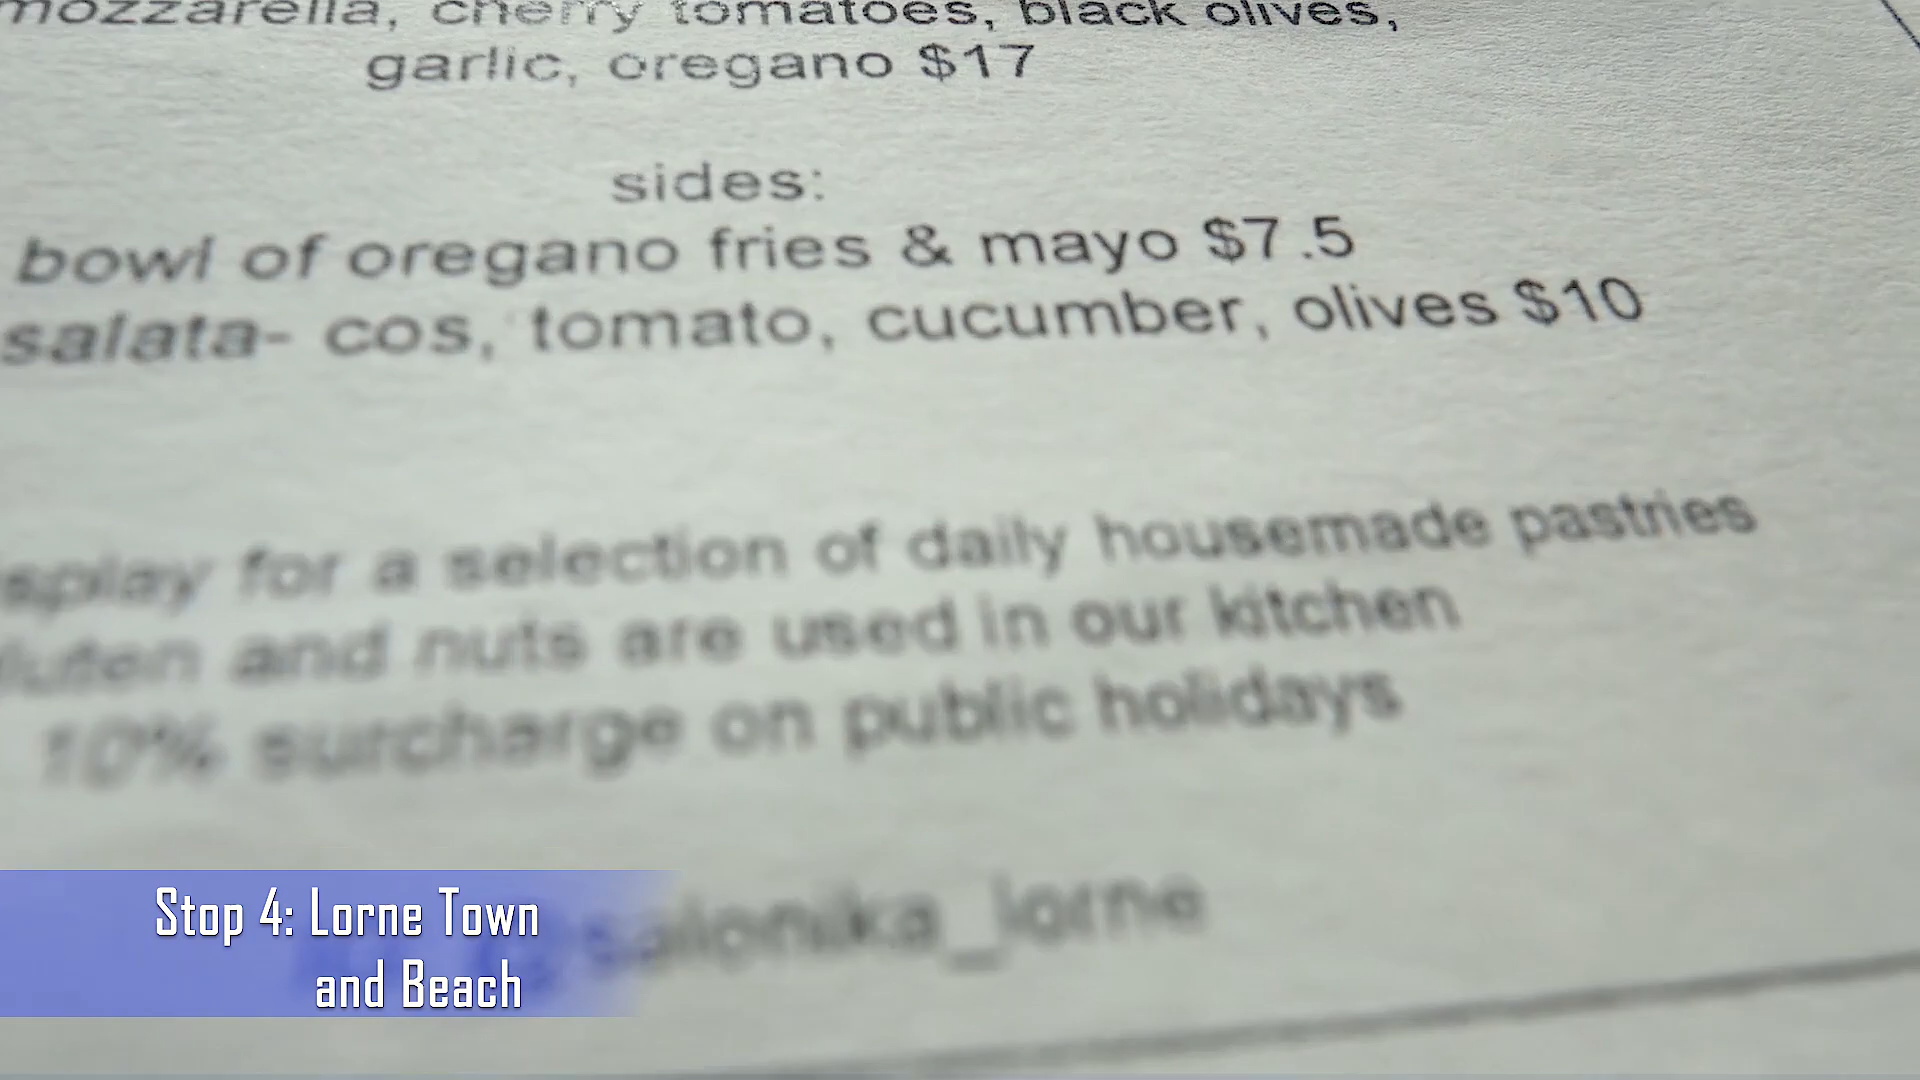 mozzarella, cherry tomatoes, black olives,
garlic, oregano $17
sides:
bowl of oregano fries & mayo $7.5
salata- cos, tomato, cucumber, olives $10
for a selection of daily housemade pastries
and nuts are used in our kitchen
10% surcharge on public holidays
@salonika_lorne
Stop 4: Lorne Town
and Beach